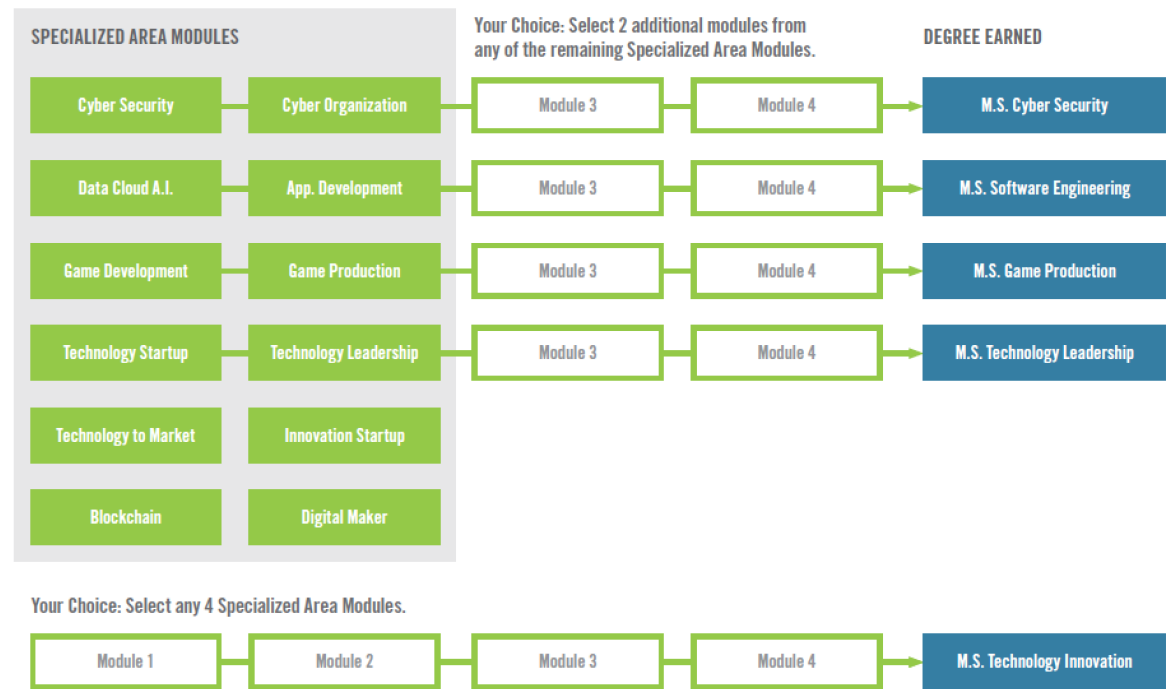 SPECIALIZED AREA MODULES
Your Choice: Select 2 additional modules from
any of the remaining Specialized Area Modules.
DEGREE EARNED
Cyber Security
Cyber Organization
Module 3
Module 4
M.S. Cyber Security
Data Cloud A.I.
App. Development
Module 3
Module 4
M.S. Software Engineering
Game Development
Game Production
Module 3
Module 4
M.S. Game Production
Technology Startup
Technology Leadership
Module 3
Module 4
M.S. Technology Leadership
Technology to Market
Innovation Startup
Blockchain
Digital Maker
Your Choice: Select any 4 Specialized Area Modules.
Module 1
Module 2
Module 3
Module 4
M.S. Technology Innovation